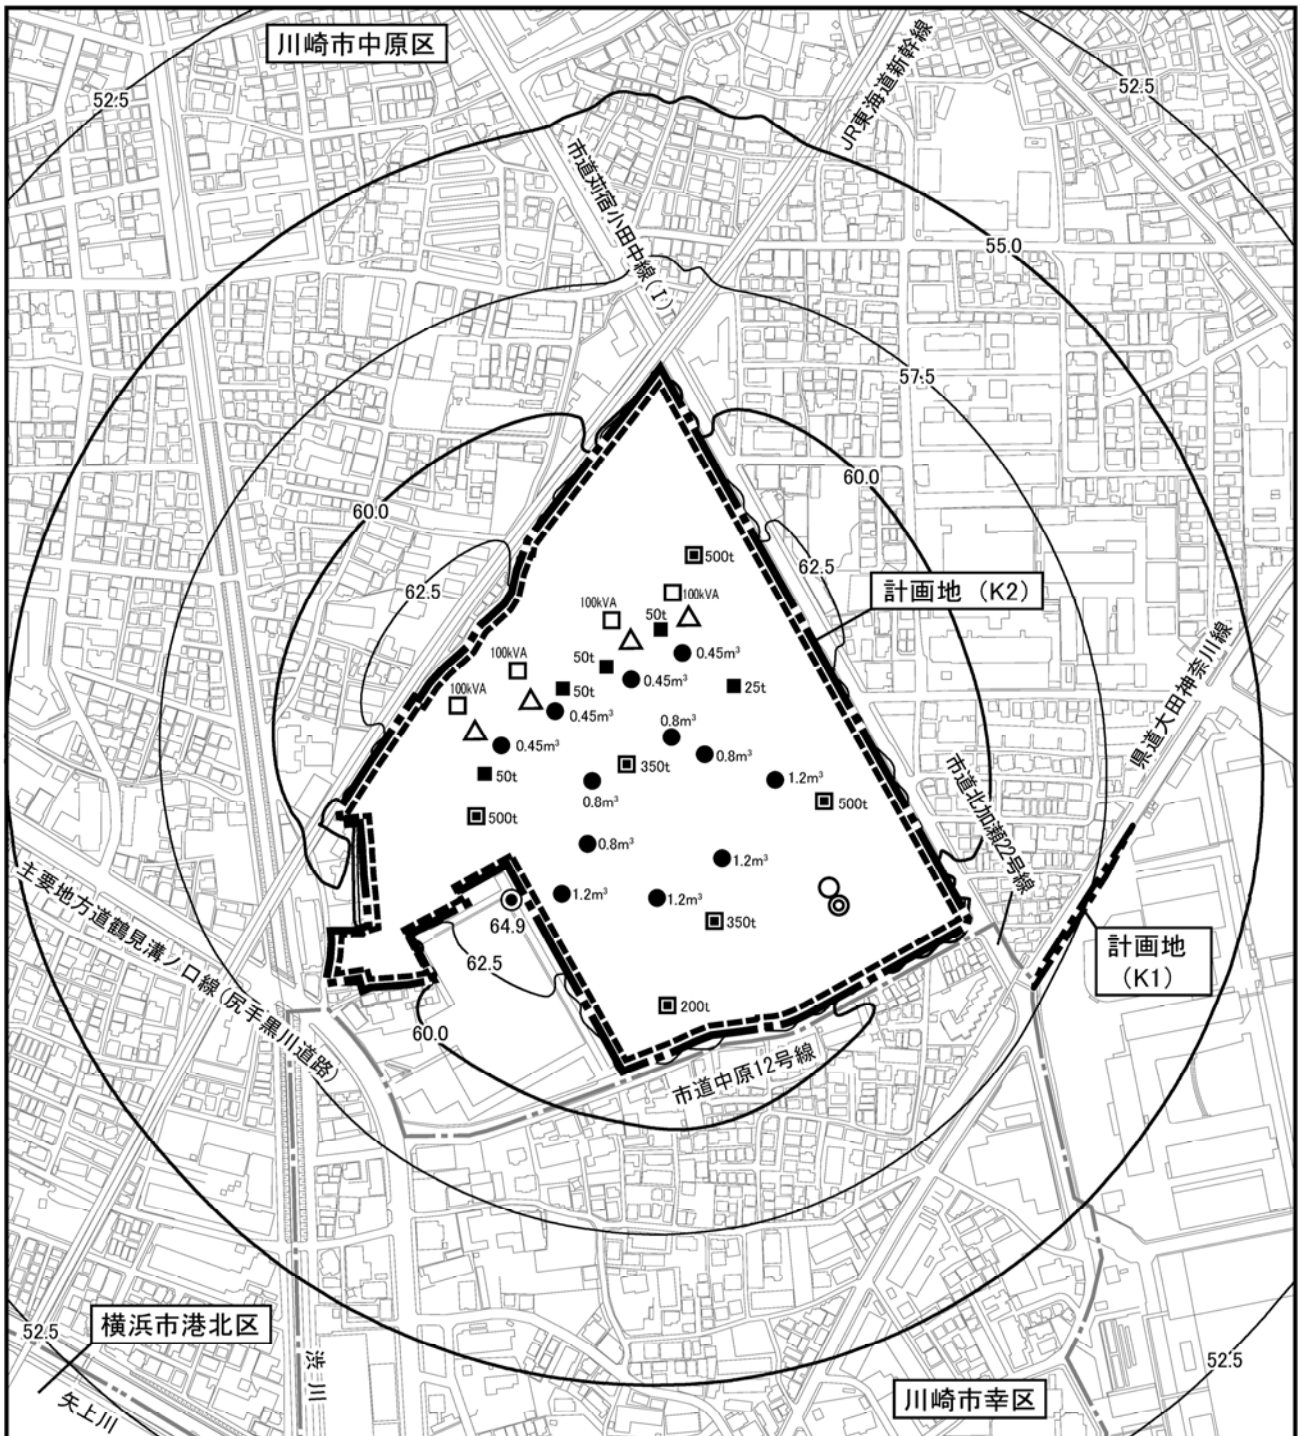 川崎市中原区
52.5
52.5
JR東海道新幹線
市道苅宿小田中線(Ⅰ)
55.0
57.5
60.0
60.0
62.5
62.5
500t
計画地(K2)
100kVA
100kVA
50t
0.45m³
100kVA
50t
0.45m³
25t
100kVA
50t
0.45m³
0.8m³
0.45m³
0.8m³
350t
50t
0.8m³
1.2m³
500t
500t
0.8m³
1.2m³
1.2m³
1.2m³
64.9
350t
62.5
200t
60.0
県道大田神奈川線
市道北加瀬22号線
計画地
(K1)
主要地方道鶴見溝ノ口線(尻手黒川道路)
市道中原12号線
52.5
横浜市港北区
渋川
矢上川
川崎市幸区
52.5